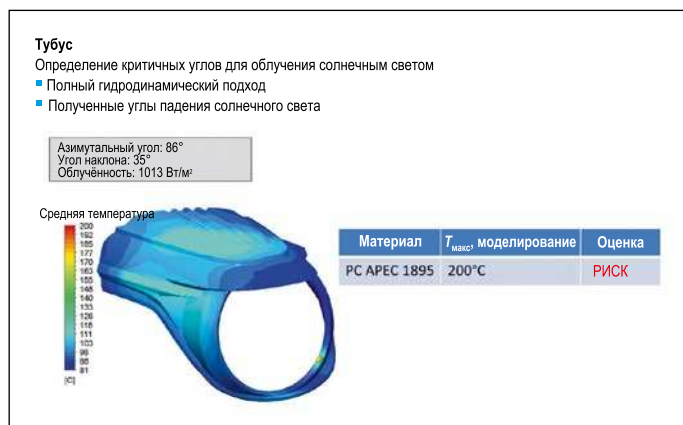 Тубус
Определение критичных углов для облучения солнечным светом
Полный гидродинамический подход
Полученные углы падения солнечного света
Азимутальный угол: 86°
Угол наклона: 35°
Облучённость: 1013 Вт/м²
Средняя температура
200
192
185
177
170
163
155
148
140
133
126
118
111
103
96
88
81
[C]
Материал Tмакс, моделирование Оценка
PC APEC 1895 200°C РИСК